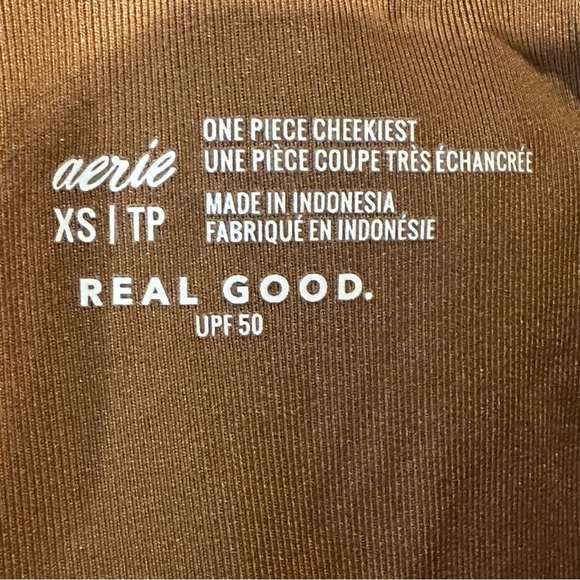 aerie
XS | TP
ONE PIECE CHEEKIEST
UNE PIÈCE COUPE TRÈS ÉCHANCRÉE
MADE IN INDONESIA
FABRIQUÉ EN INDONÉSIE
REAL GOOD.
UPF 50